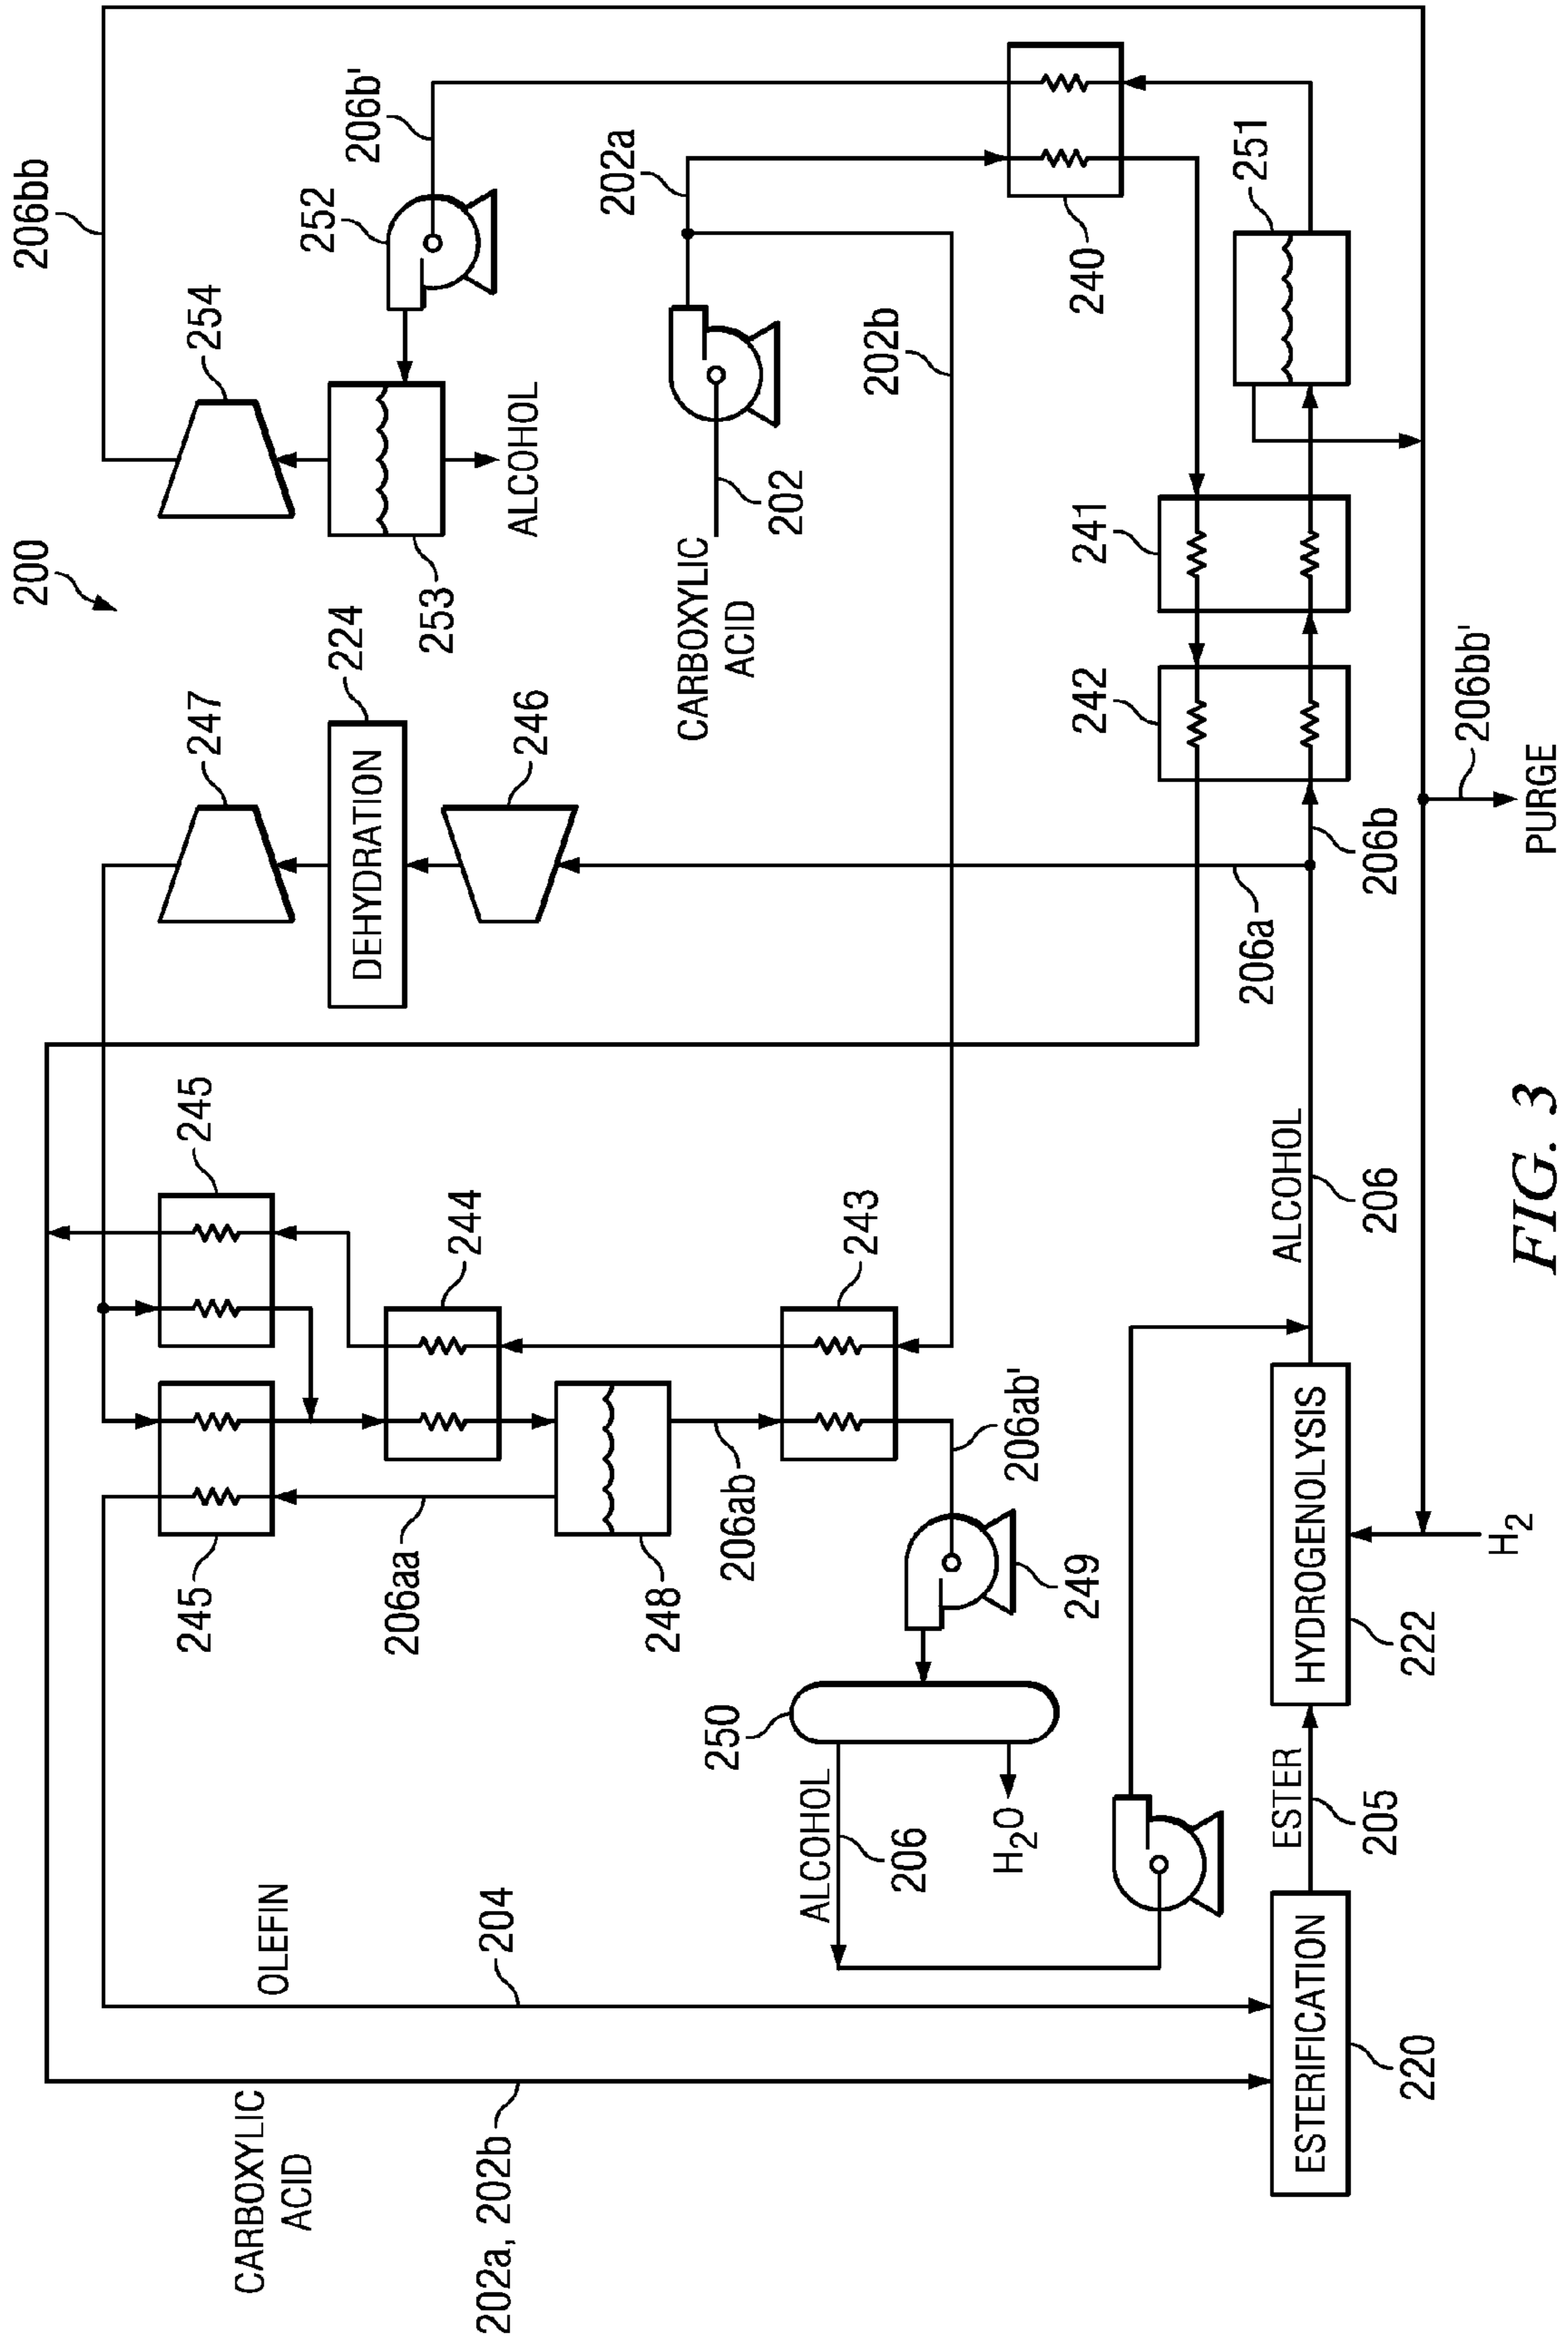 200
206bb
245
245
247
254
CARBOXYLIC
ACID
OLEFIN
224
252
DEHYDRATION
206b'
206aa
253
244
202a, 202b
204
ALCOHOL
246
202a
248
CARBOXYLIC
ACID
250
206ab
202
ALCOHOL
243
202b
206
H2O
206ab'
249
241
240
242
251
206a
ESTER
ALCOHOL
ESTERIFICATION
HYDROGENOLYSIS
205
206
206b
220
222
206bb'
H2
PURGE
FIG. 3